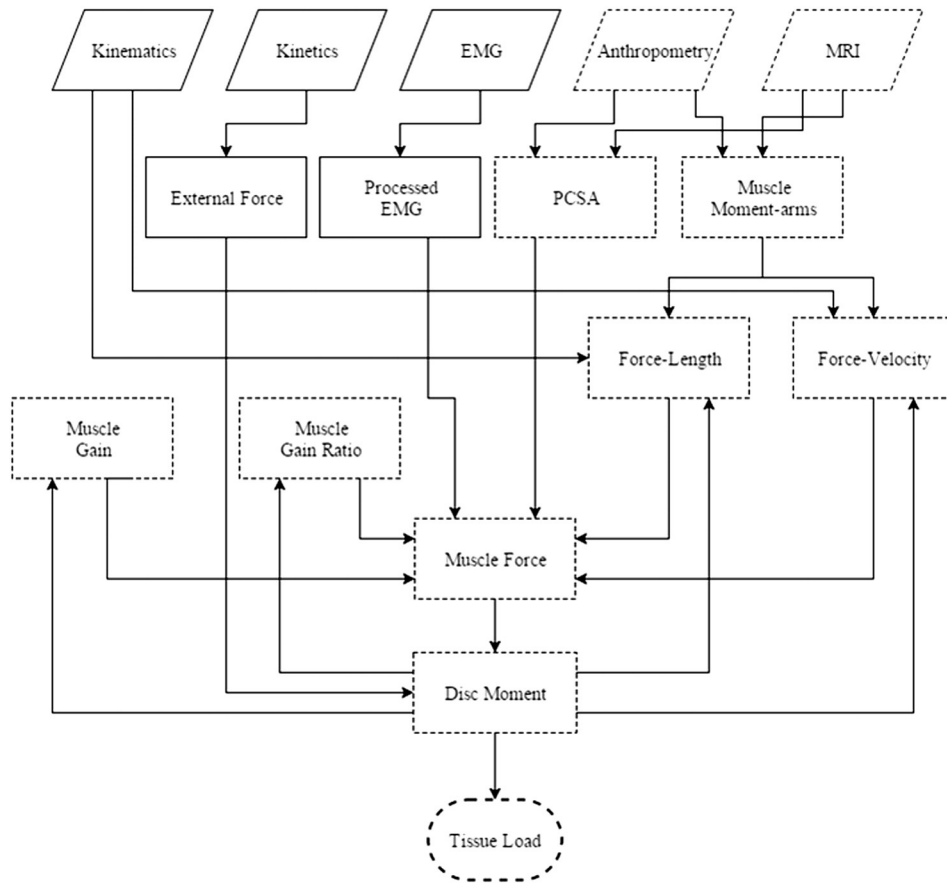 Kinematics
Kinetics
EMG
Anthropometry
MRI
External Force
Processed
EMG
PCSA
Muscle
Moment-arms
Force-Length
Force-Velocity
Muscle
Gain
Muscle
Gain Ratio
Muscle Force
Disc Moment
Tissue Load